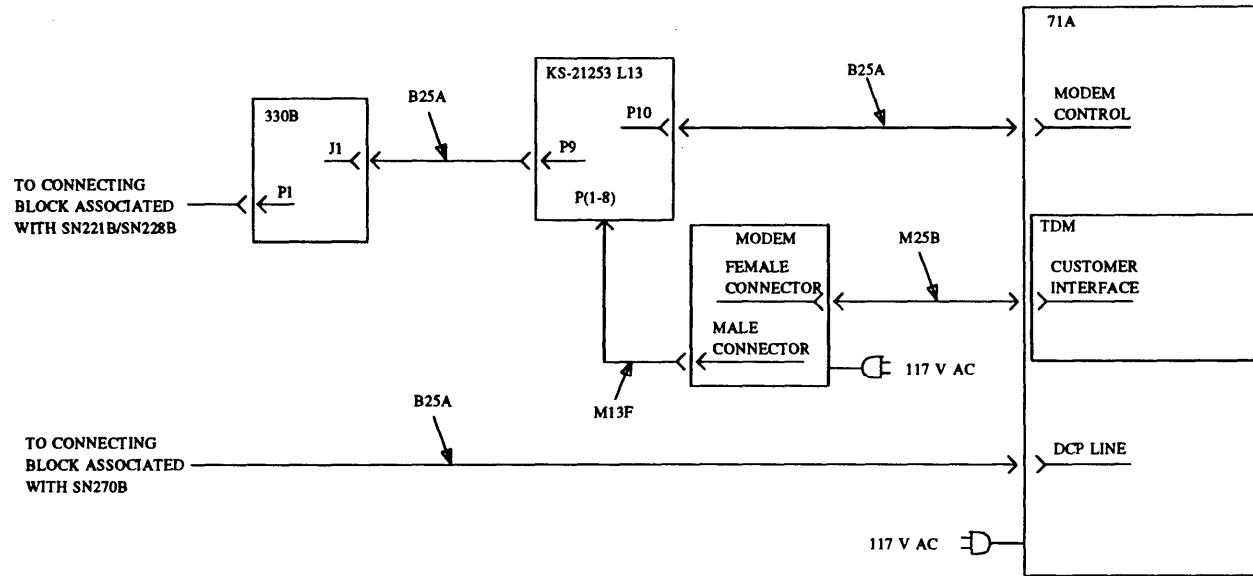 71A
KS-21253 L13
B25A
B25A
MODEM
CONTROL
330B
P10
J1
P9
TO CONNECTING
BLOCK ASSOCIATED
WITH SN221B/SN228B
P1
P(1-8)
MODEM
M25B
TDM
FEMALE
CONNECTOR
CUSTOMER
INTERFACE
MALE
CONNECTOR
117 V AC
M13F
B25A
TO CONNECTING
BLOCK ASSOCIATED
WITH SN270B
DCP LINE
117 V AC